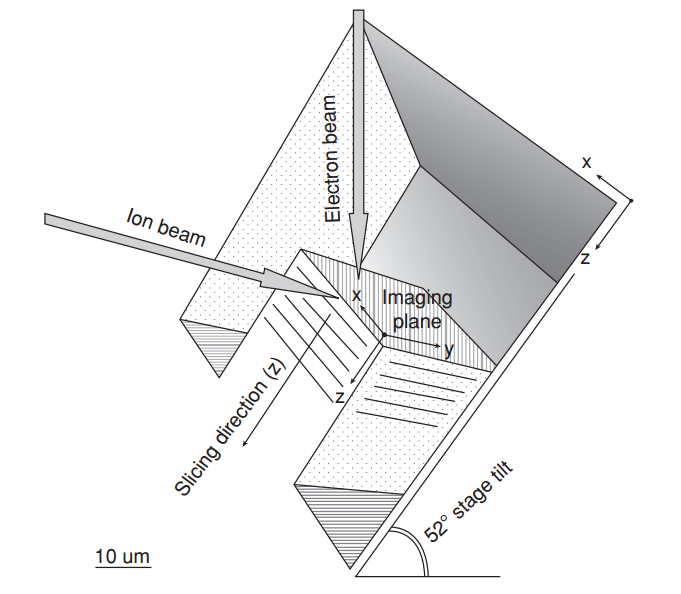 Electron beam
Ion beam
x
z
x
Imaging
plane
y
z
Slicing direction (z)
52° stage tilt
10 um